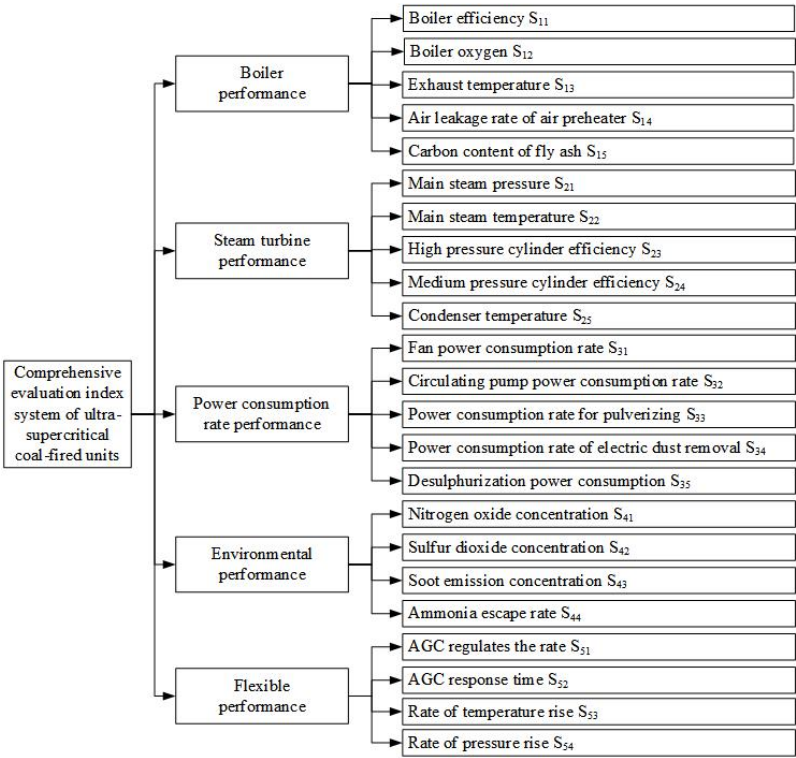 Comprehensive
evaluation index
system of ultra-
supercritical
coal-fired units
Boiler
performance
Boiler efficiency S₁₁
Boiler oxygen S₁₂
Exhaust temperature S₁₃
Air leakage rate of air preheater S₁₄
Carbon content of fly ash S₁₅
Steam turbine
performance
Main steam pressure S₂₁
Main steam temperature S₂₂
High pressure cylinder efficiency S₂₃
Medium pressure cylinder efficiency S₂₄
Condenser temperature S₂₅
Power consumption
rate performance
Fan power consumption rate S₃₁
Circulating pump power consumption rate S₃₂
Power consumption rate for pulverizing S₃₃
Power consumption rate of electric dust removal S₃₄
Desulphurization power consumption S₃₅
Environmental
performance
Nitrogen oxide concentration S₄₁
Sulfur dioxide concentration S₄₂
Soot emission concentration S₄₃
Ammonia escape rate S₄₄
Flexible
performance
AGC regulates the rate S₅₁
AGC response time S₅₂
Rate of temperature rise S₅₃
Rate of pressure rise S₅₄